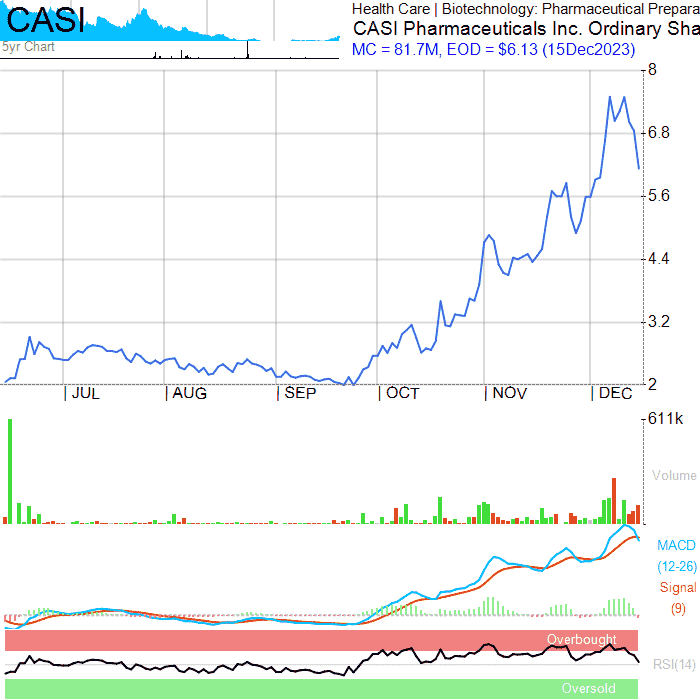 CASI
5yr Chart
Health Care | Biotechnology: Pharmaceutical Prepara
CASI Pharmaceuticals Inc. Ordinary Sha
MC = 81.7M, EOD = $6.13 (15Dec2023)
8
6.8
5.6
4.4
3.2
2
JUL AUG SEP OCT NOV DEC
611k
Volume
MACD
(12-26)
Signal
(9)
Overbought
RSI(14)
Oversold